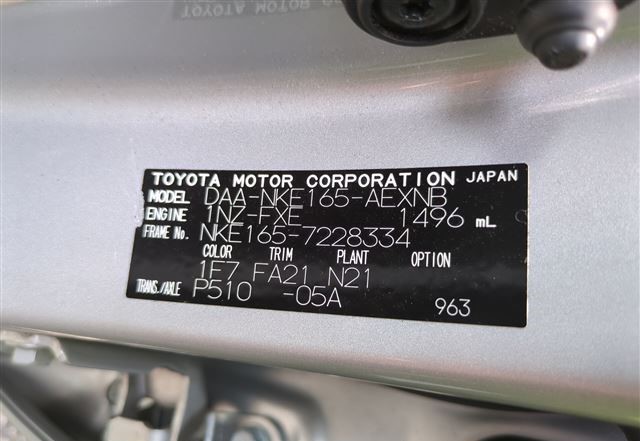 TOYOTA MOTOR CORPORATION JAPAN
MODEL DAA-NKE165-AEXNB
ENGINE 1NZ-FXE 1496 mL
FRAME No. NKE165-7228334
COLOR TRIM PLANT OPTION
1F7 FA21 N21
TRANS./AXLE P510 -05A
963